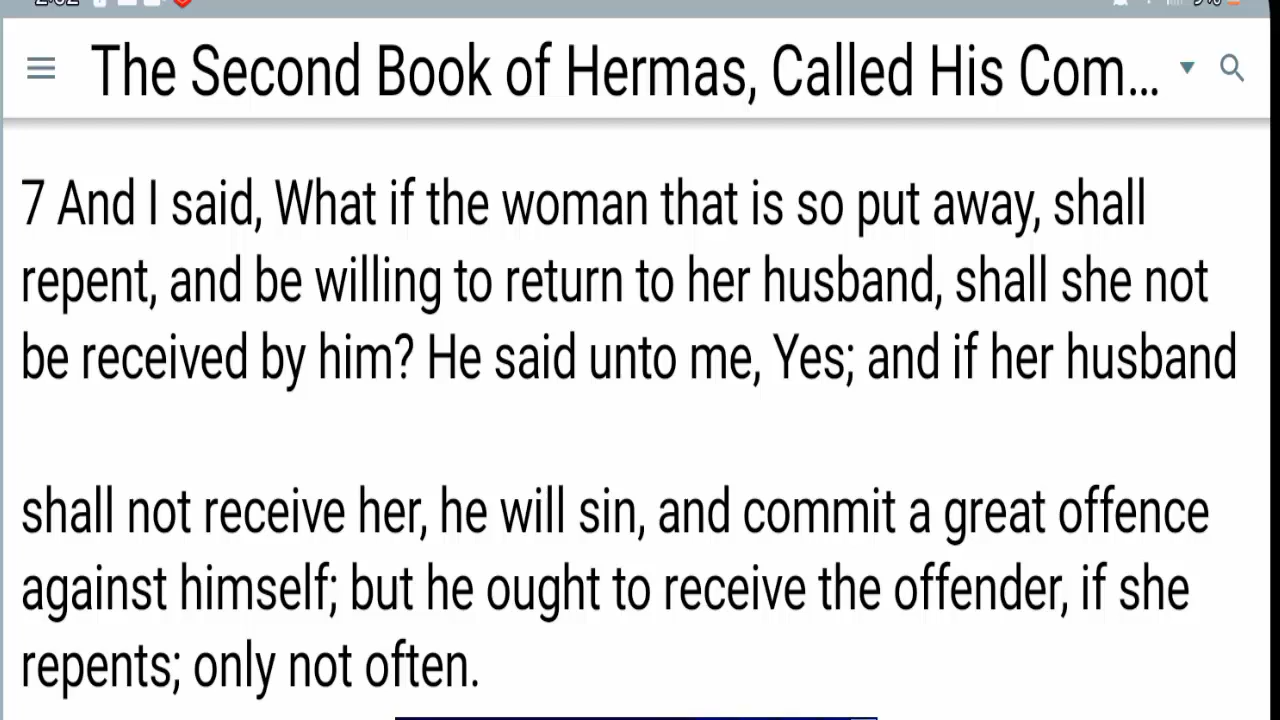 The Second Book of Hermas, Called His Com...
7 And I said, What if the woman that is so put away, shall
repent, and be willing to return to her husband, shall she not
be received by him? He said unto me, Yes; and if her husband
shall not receive her, he will sin, and commit a great offence
against himself; but he ought to receive the offender, if she
repents; only not often.